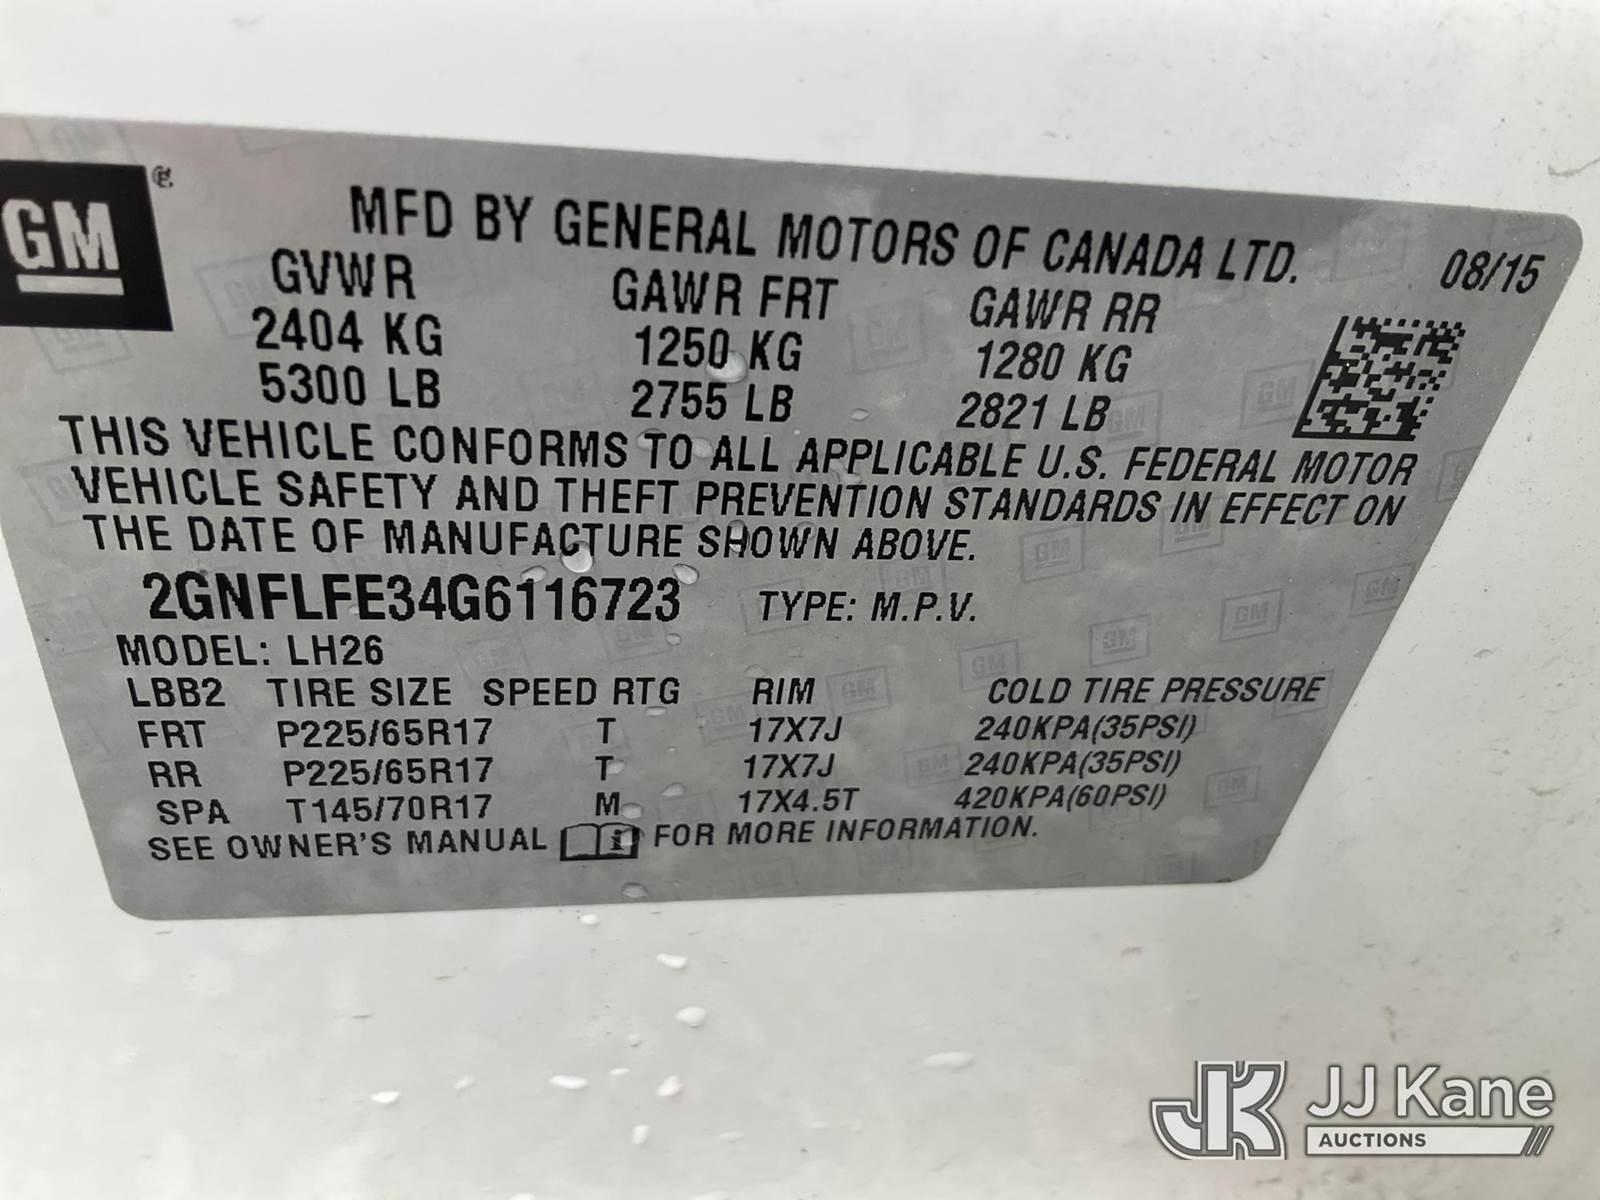 GM ®
MFD BY GENERAL MOTORS OF CANADA LTD.
08/15
GVWR GAWR FRT GAWR RR
2404 KG 1250 KG 1280 KG
5300 LB 2755 LB 2821 LB
THIS VEHICLE CONFORMS TO ALL APPLICABLE U.S. FEDERAL MOTOR
VEHICLE SAFETY AND THEFT PREVENTION STANDARDS IN EFFECT ON
THE DATE OF MANUFACTURE SHOWN ABOVE.
2GNFLFE34G6116723 TYPE: M.P.V.
MODEL: LH26
LBB2 TIRE SIZE SPEED RTG RIM COLD TIRE PRESSURE
FRT P225/65R17 T 17X7J 240KPA(35PSI)
RR P225/65R17 T 17X7J 240KPA(35PSI)
SPA T145/70R17 M 17X4.5T 420KPA(60PSI)
SEE OWNER'S MANUAL i FOR MORE INFORMATION.
JK JJ Kane
AUCTIONS